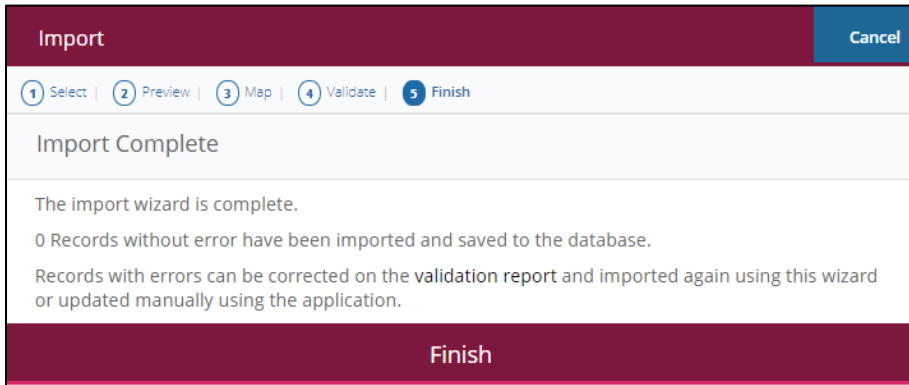 Import
Cancel
1 Select | 2 Preview | 3 Map | 4 Validate | 5 Finish
Import Complete
The import wizard is complete.
0 Records without error have been imported and saved to the database.
Records with errors can be corrected on the validation report and imported again using this wizard
or updated manually using the application.
Finish